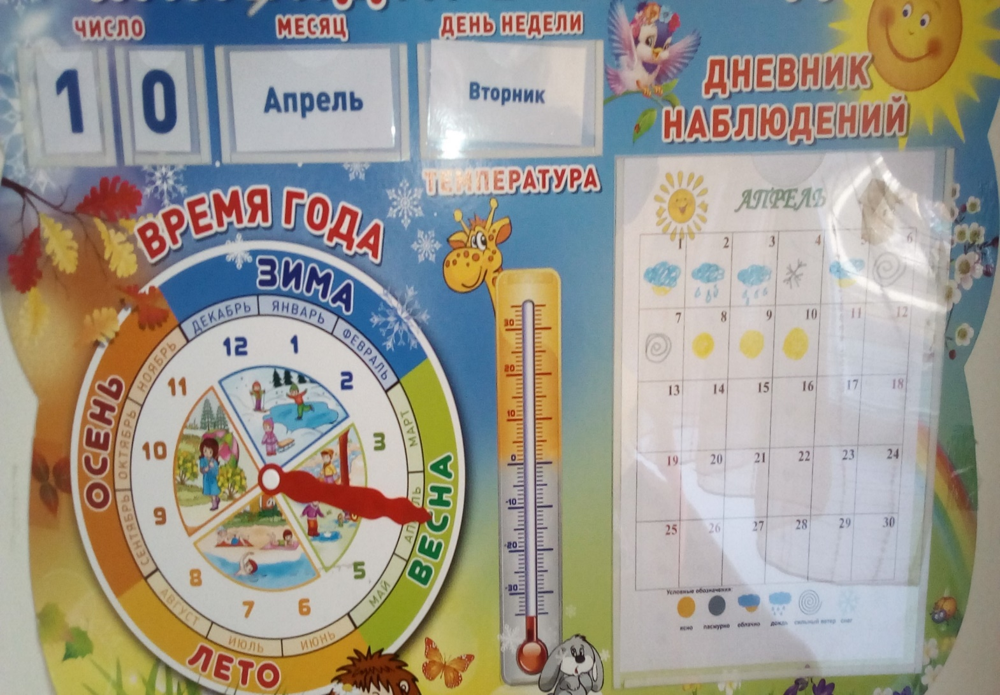 ЧИСЛО
МЕСЯЦ
ДЕНЬ НЕДЕЛИ
1 0
Апрель
Вторник
ДНЕВНИК
НАБЛЮДЕНИЙ
ТЕМПЕРАТУРА
ВРЕМЯ ГОДА
ЗИМА
ДЕКАБРЬ
ЯНВАРЬ
ФЕВРАЛЬ
ВЕСНА
МАРТ
МАЙ
ЛЕТО
ИЮНЬ
ИЮЛЬ
АВГУСТ
ОСЕНЬ
СЕНТЯБРЬ
ОКТЯБРЬ
НОЯБРЬ
12 1 2 3 5 6 7 8 9 10 11
30
20
10
0
-10
-20
-30
АПРЕЛЬ
1 2 3 4 5 6
7 8 9 10 11 12
13 14 15 16 17 18
19 20 21 22 23 24
25 26 27 28 29 30
Условные обозначения:
ясно пасмурно облачно дождь сильный ветер снег